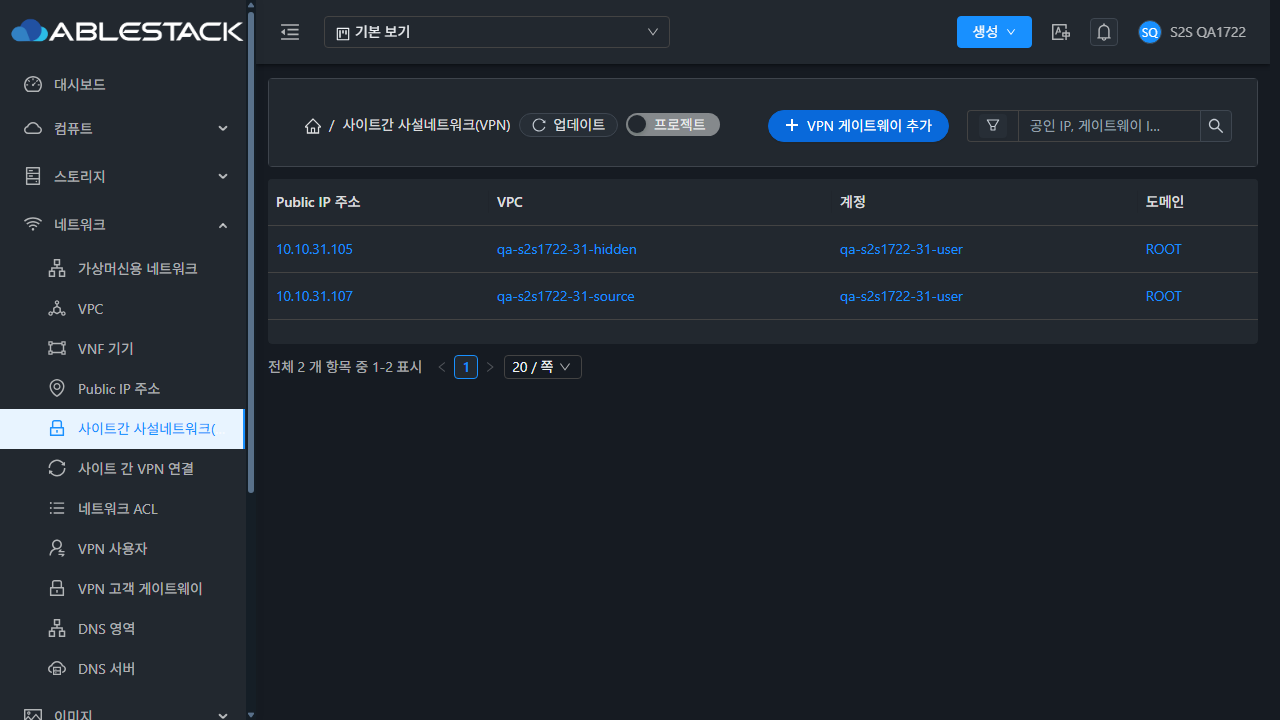 ABLESTACK
기본 보기
생성
SQ
S2S QA1722
대시보드
컴퓨트
스토리지
네트워크
가상머신용 네트워크
VPC
VNF 기기
Public IP 주소
사이트간 사설네트워크(
사이트 간 VPN 연결
네트워크 ACL
VPN 사용자
VPN 고객 게이트웨이
DNS 영역
DNS 서버
이미지
/ 사이트간 사설네트워크(VPN)
업데이트
프로젝트
VPN 게이트웨이 추가
공인 IP, 게이트웨이 I...
Public IP 주소 VPC 계정 도메인
10.10.31.105 qa-s2s1722-31-hidden qa-s2s1722-31-user ROOT
10.10.31.107 qa-s2s1722-31-source qa-s2s1722-31-user ROOT
전체 2 개 항목 중 1-2 표시 1 20 / 쪽